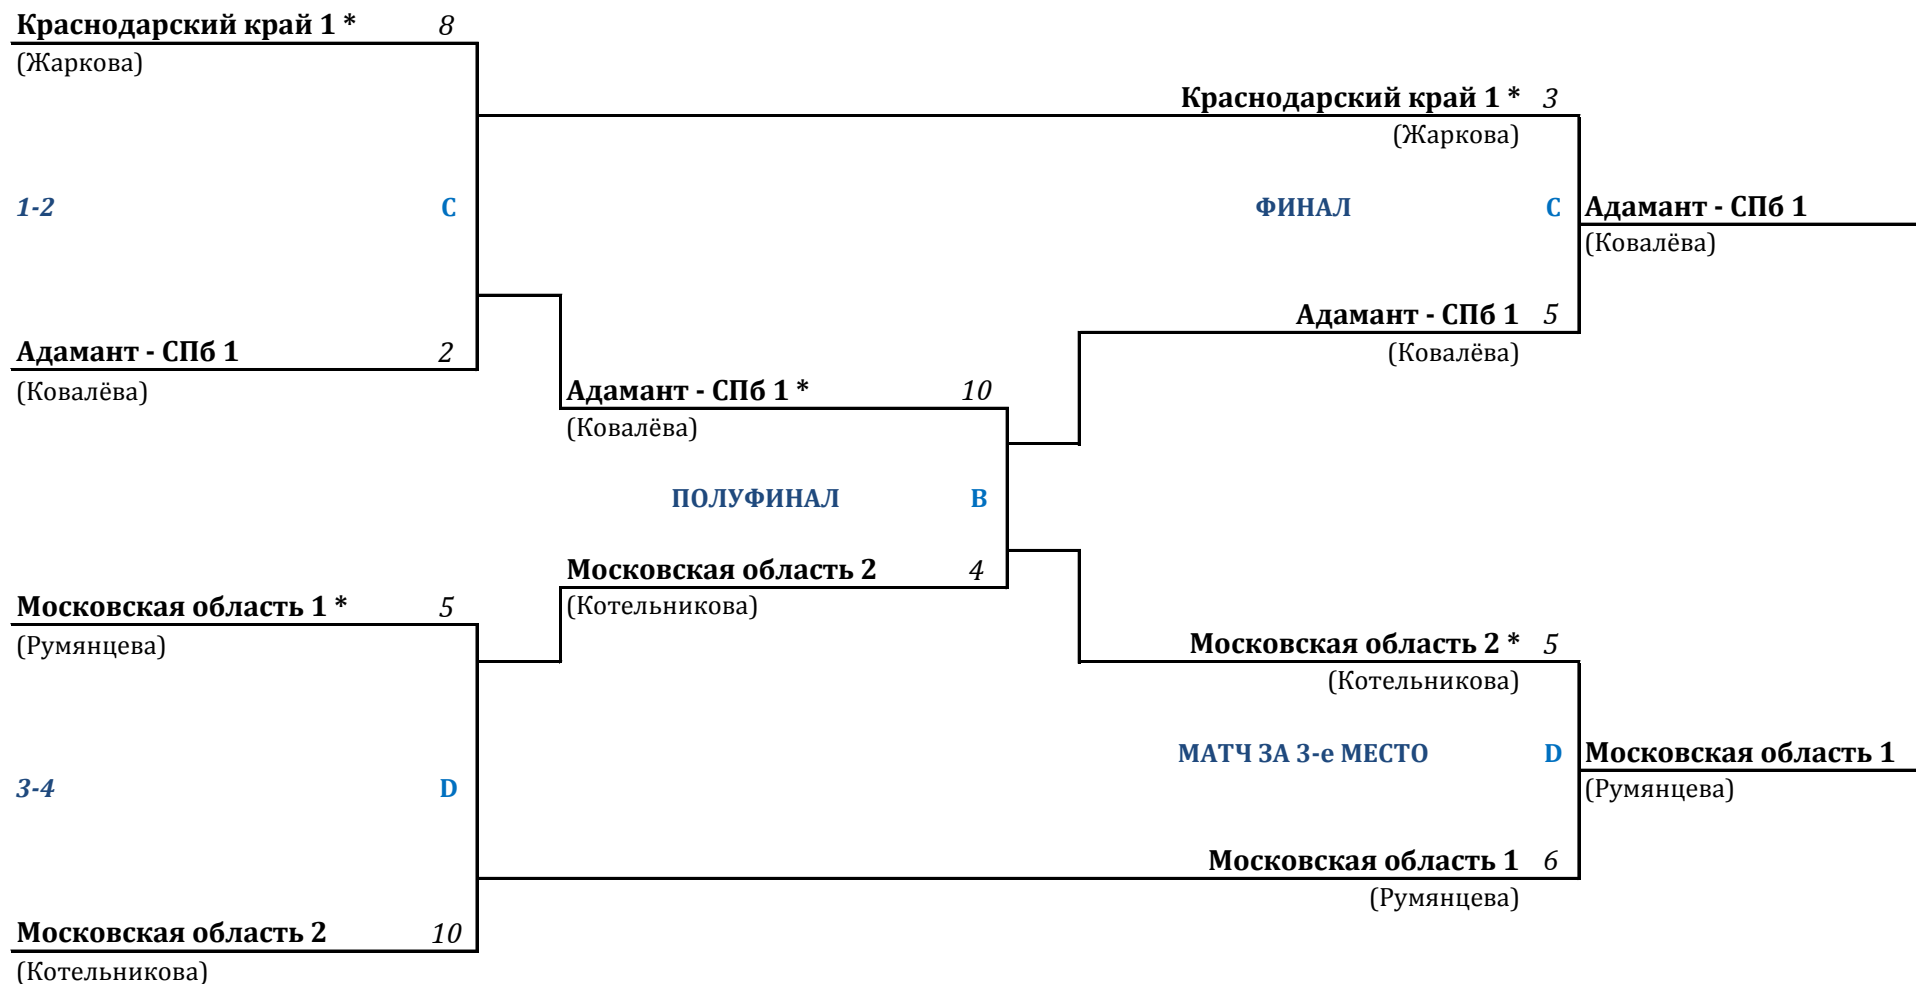 Краснодарский край 1 * 8
(Жаркова)
Краснодарский край 1 * 3
(Жаркова)
1-2 C
ФИНАЛ C
Адамант - СПб 1
(Ковалёва)
Адамант - СПб 1 5
(Ковалёва)
Адамант - СПб 1 2
(Ковалёва)
Адамант - СПб 1 * 10
(Ковалёва)
ПОЛУФИНАЛ B
Московская область 2 4
(Котельникова)
Московская область 1 * 5
(Румянцева)
Московская область 2 * 5
(Котельникова)
МАТЧ ЗА 3-е МЕСТО D
Московская область 1
(Румянцева)
3-4 D
Московская область 1 6
(Румянцева)
Московская область 2 10
(Котельникова)